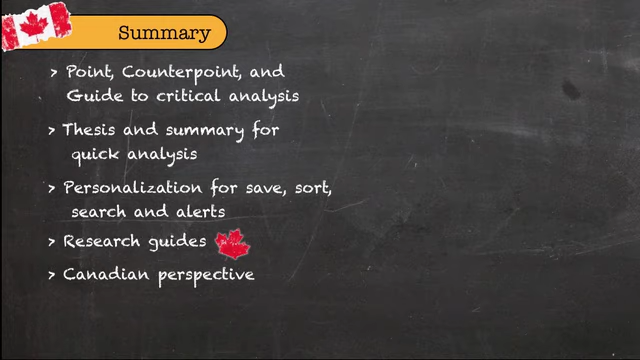 Summary
> Point, Counterpoint, and
Guide to critical analysis
> Thesis and summary for
quick analysis
> Personalization for save, sort,
search and alerts
> Research guides
> Canadian perspective